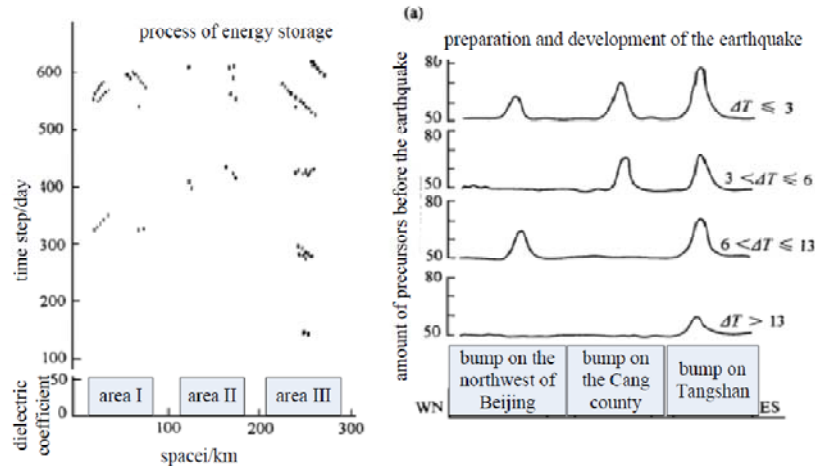 process of energy storage
time step/day
600
500
400
300
200
100
dielectric
coefficient
50
0
area I
area II
area III
100
200
300
spacei/km
(a)
preparation and development of the earthquake
amount of precursors before the earthquake
80
50
ΔT ⩽ 3
80
50
3 <ΔT ⩽ 6
80
50
6 <ΔT ⩽ 13
80
50
ΔT > 13
bump on the
northwest of
Beijing
bump on
the Cang
county
bump on
Tangshan
WN
ES